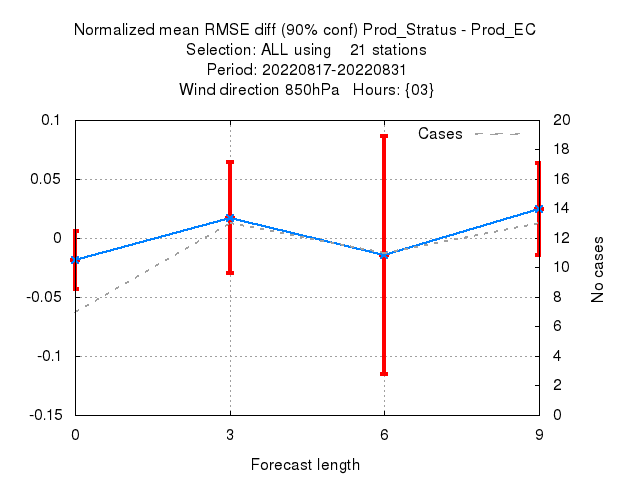 Normalized mean RMSE diff (90% conf) Prod_Stratus - Prod_EC
Selection: ALL using 21 stations
Period: 20220817-20220831
Wind direction 850hPa Hours: {03}
0.1
0.05
0
-0.05
-0.1
-0.15
Cases
20
18
16
14
12
10
8
6
4
2
0
No cases
0 3 6 9
Forecast length